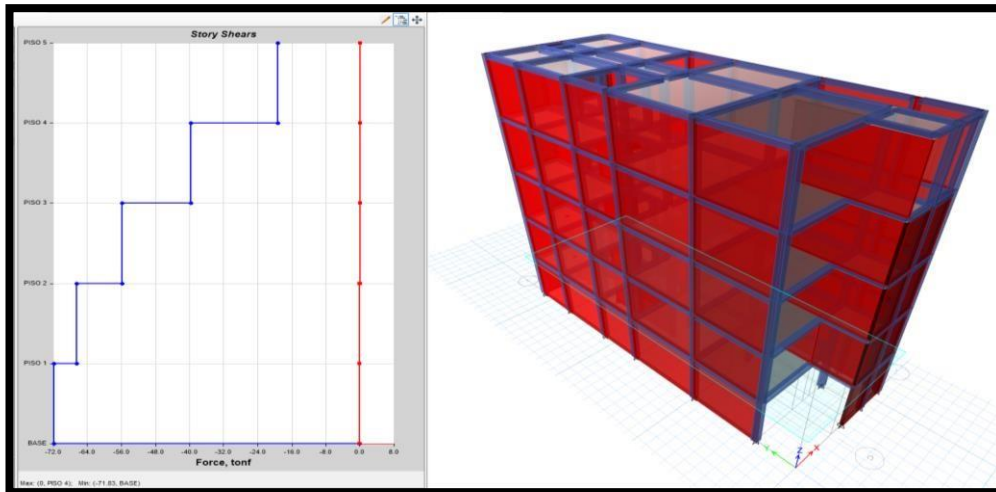 Story Shears
PISO 5
PISO 4
PISO 3
PISO 2
PISO 1
BASE
-72.0 -64.0 -56.0 -48.0 -40.0 -32.0 -24.0 -16.0 -8.0 0.0 8.0
Force, tonf
Max: (0, PISO 4); Min: (-71.83, BASE)
Y Z X